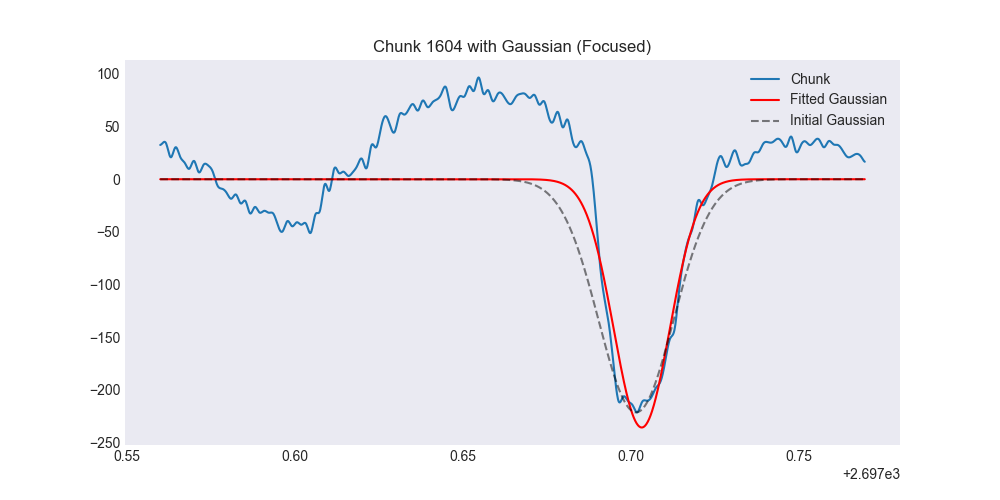 Chunk 1604 with Gaussian (Focused)
100
50
0
−50
−100
−150
−200
−250
Chunk
Fitted Gaussian
Initial Gaussian
0.55 0.60 0.65 0.70 0.75
+2.697e3